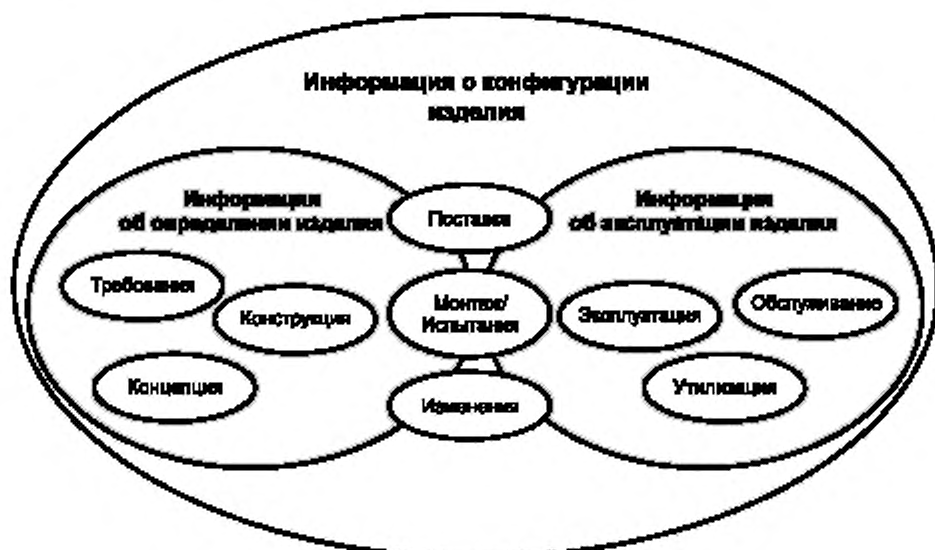 Информация о конфигурации
изделия
Информация
об определении изделия
Информация
об эксплуатации изделия
Поставка
Требования
Конструкция
Концепция
Монтаж/
Испытания
Изменения
Эксплуатация
Обслуживание
Утилизация